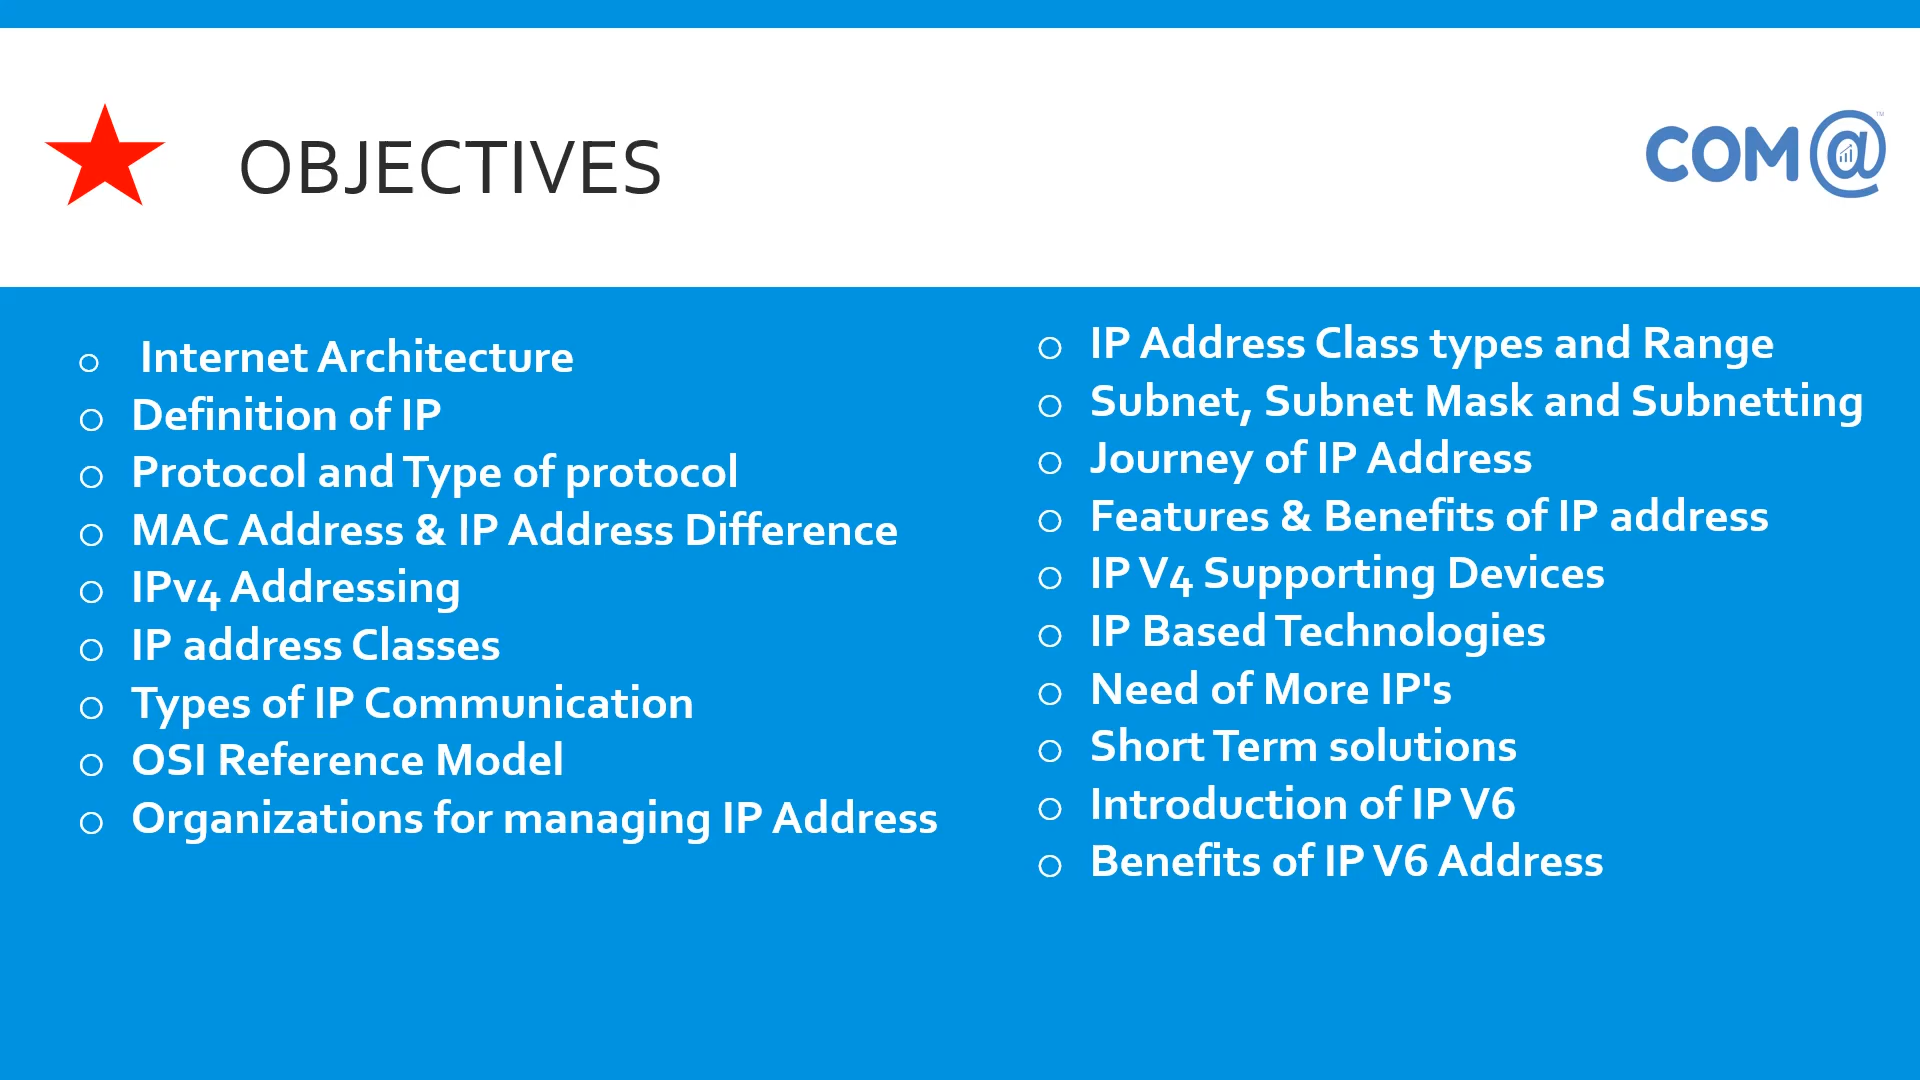 OBJECTIVES
COM@
TM
Internet Architecture
Definition of IP
Protocol and Type of protocol
MAC Address & IP Address Difference
IPv4 Addressing
IP address Classes
Types of IP Communication
OSI Reference Model
Organizations for managing IP Address
IP Address Class types and Range
Subnet, Subnet Mask and Subnetting
Journey of IP Address
Features & Benefits of IP address
IP V4 Supporting Devices
IP Based Technologies
Need of More IP's
Short Term solutions
Introduction of IP V6
Benefits of IP V6 Address